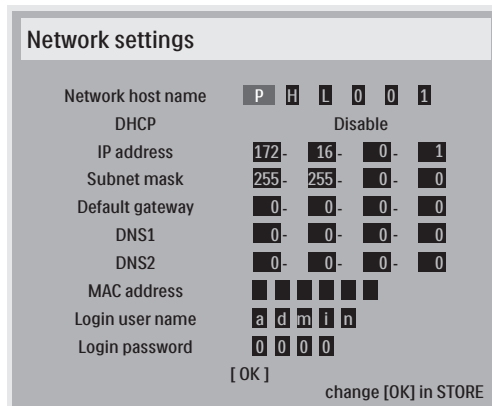 Network settings
Network host name P H L 0 0 1
DHCP Disable
IP address 172- 16- 0- 1
Subnet mask 255- 255- 0- 0
Default gateway 0- 0- 0- 0
DNS1 0- 0- 0- 0
DNS2 0- 0- 0- 0
MAC address
Login user name a d m i n
Login password 0 0 0 0
[ OK ]
change [OK] in STORE